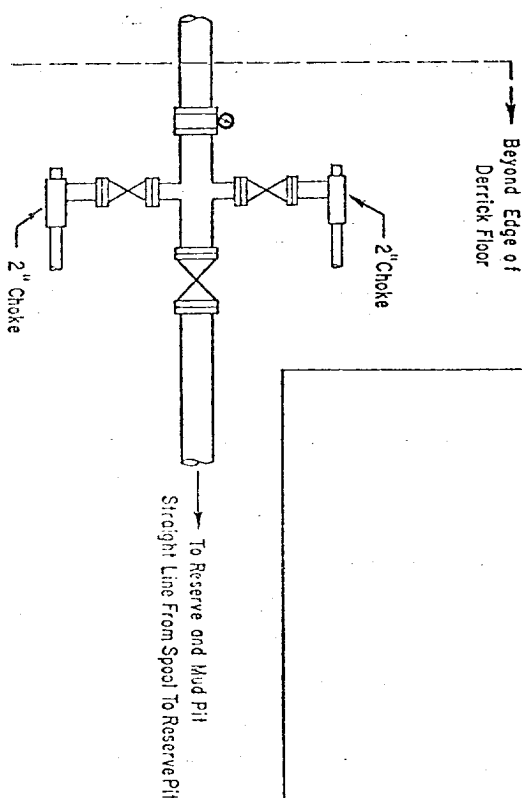 Beyond Edge of
Derrick Floor
2" Choke
2" Choke
To Reserve and Mud Pit
Straight Line From Spool To Reserve Pit